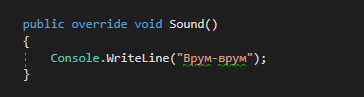 public override void Sound()
{
Console.WriteLine("Врум-врум");
}